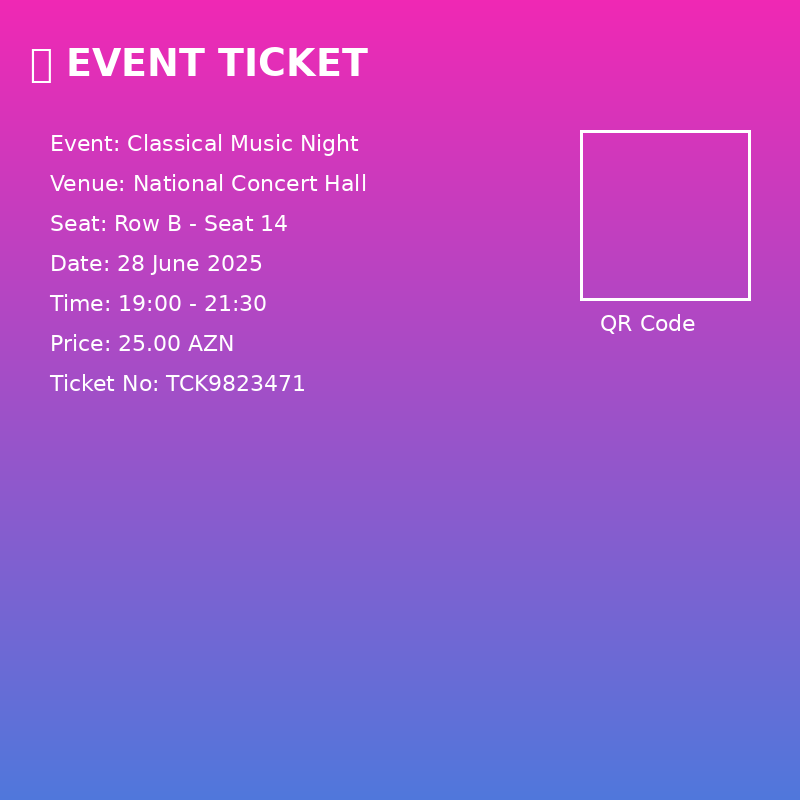 EVENT TICKET
Event: Classical Music Night
Venue: National Concert Hall
Seat: Row B - Seat 14
Date: 28 June 2025
Time: 19:00 - 21:30
Price: 25.00 AZN
Ticket No: TCK9823471
QR Code